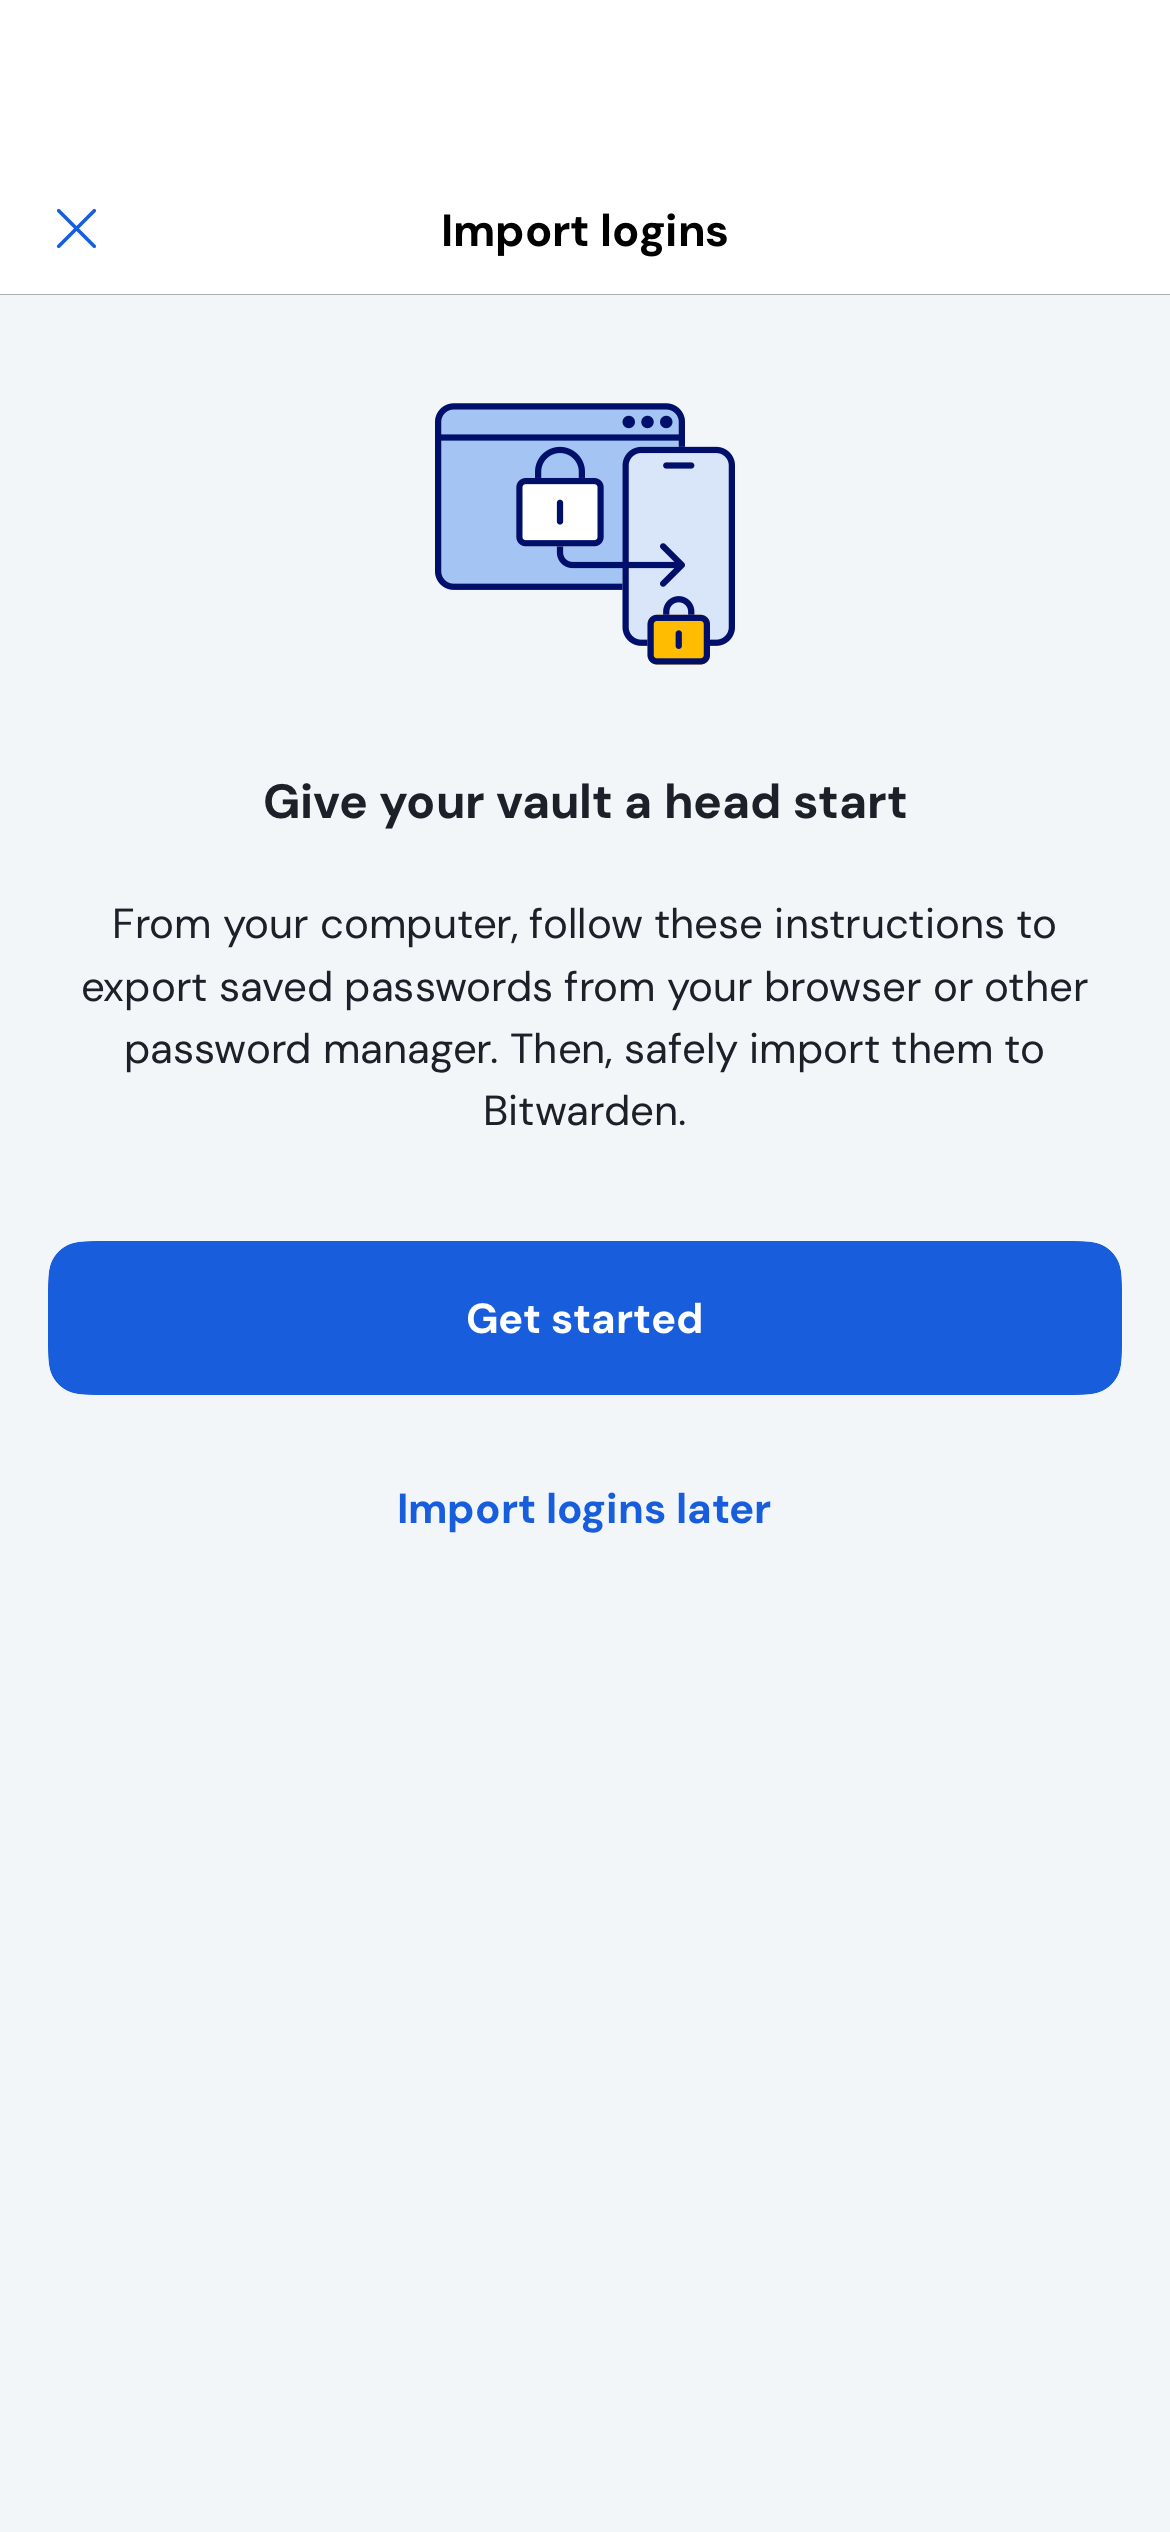 Import logins
Give your vault a head start
From your computer, follow these instructions to
export saved passwords from your browser or other
password manager. Then, safely import them to
Bitwarden.
Get started
Import logins later